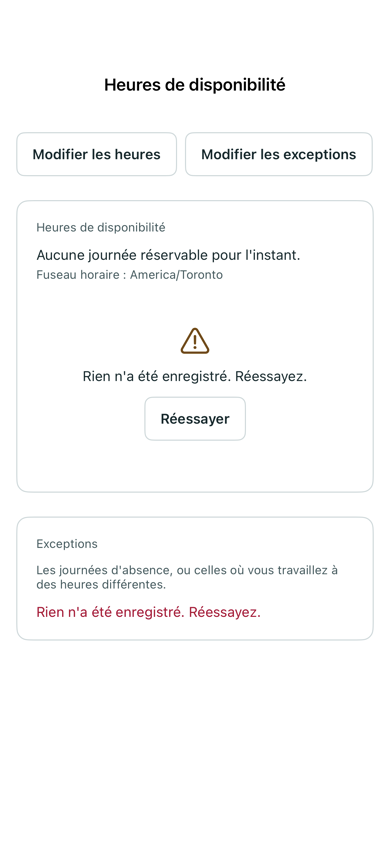 Heures de disponibilité
Modifier les heures
Modifier les exceptions
Heures de disponibilité
Aucune journée réservable pour l'instant.
Fuseau horaire : America/Toronto
Rien n'a été enregistré. Réessayez.
Réessayer
Exceptions
Les journées d'absence, ou celles où vous travaillez à
des heures différentes.
Rien n'a été enregistré. Réessayez.